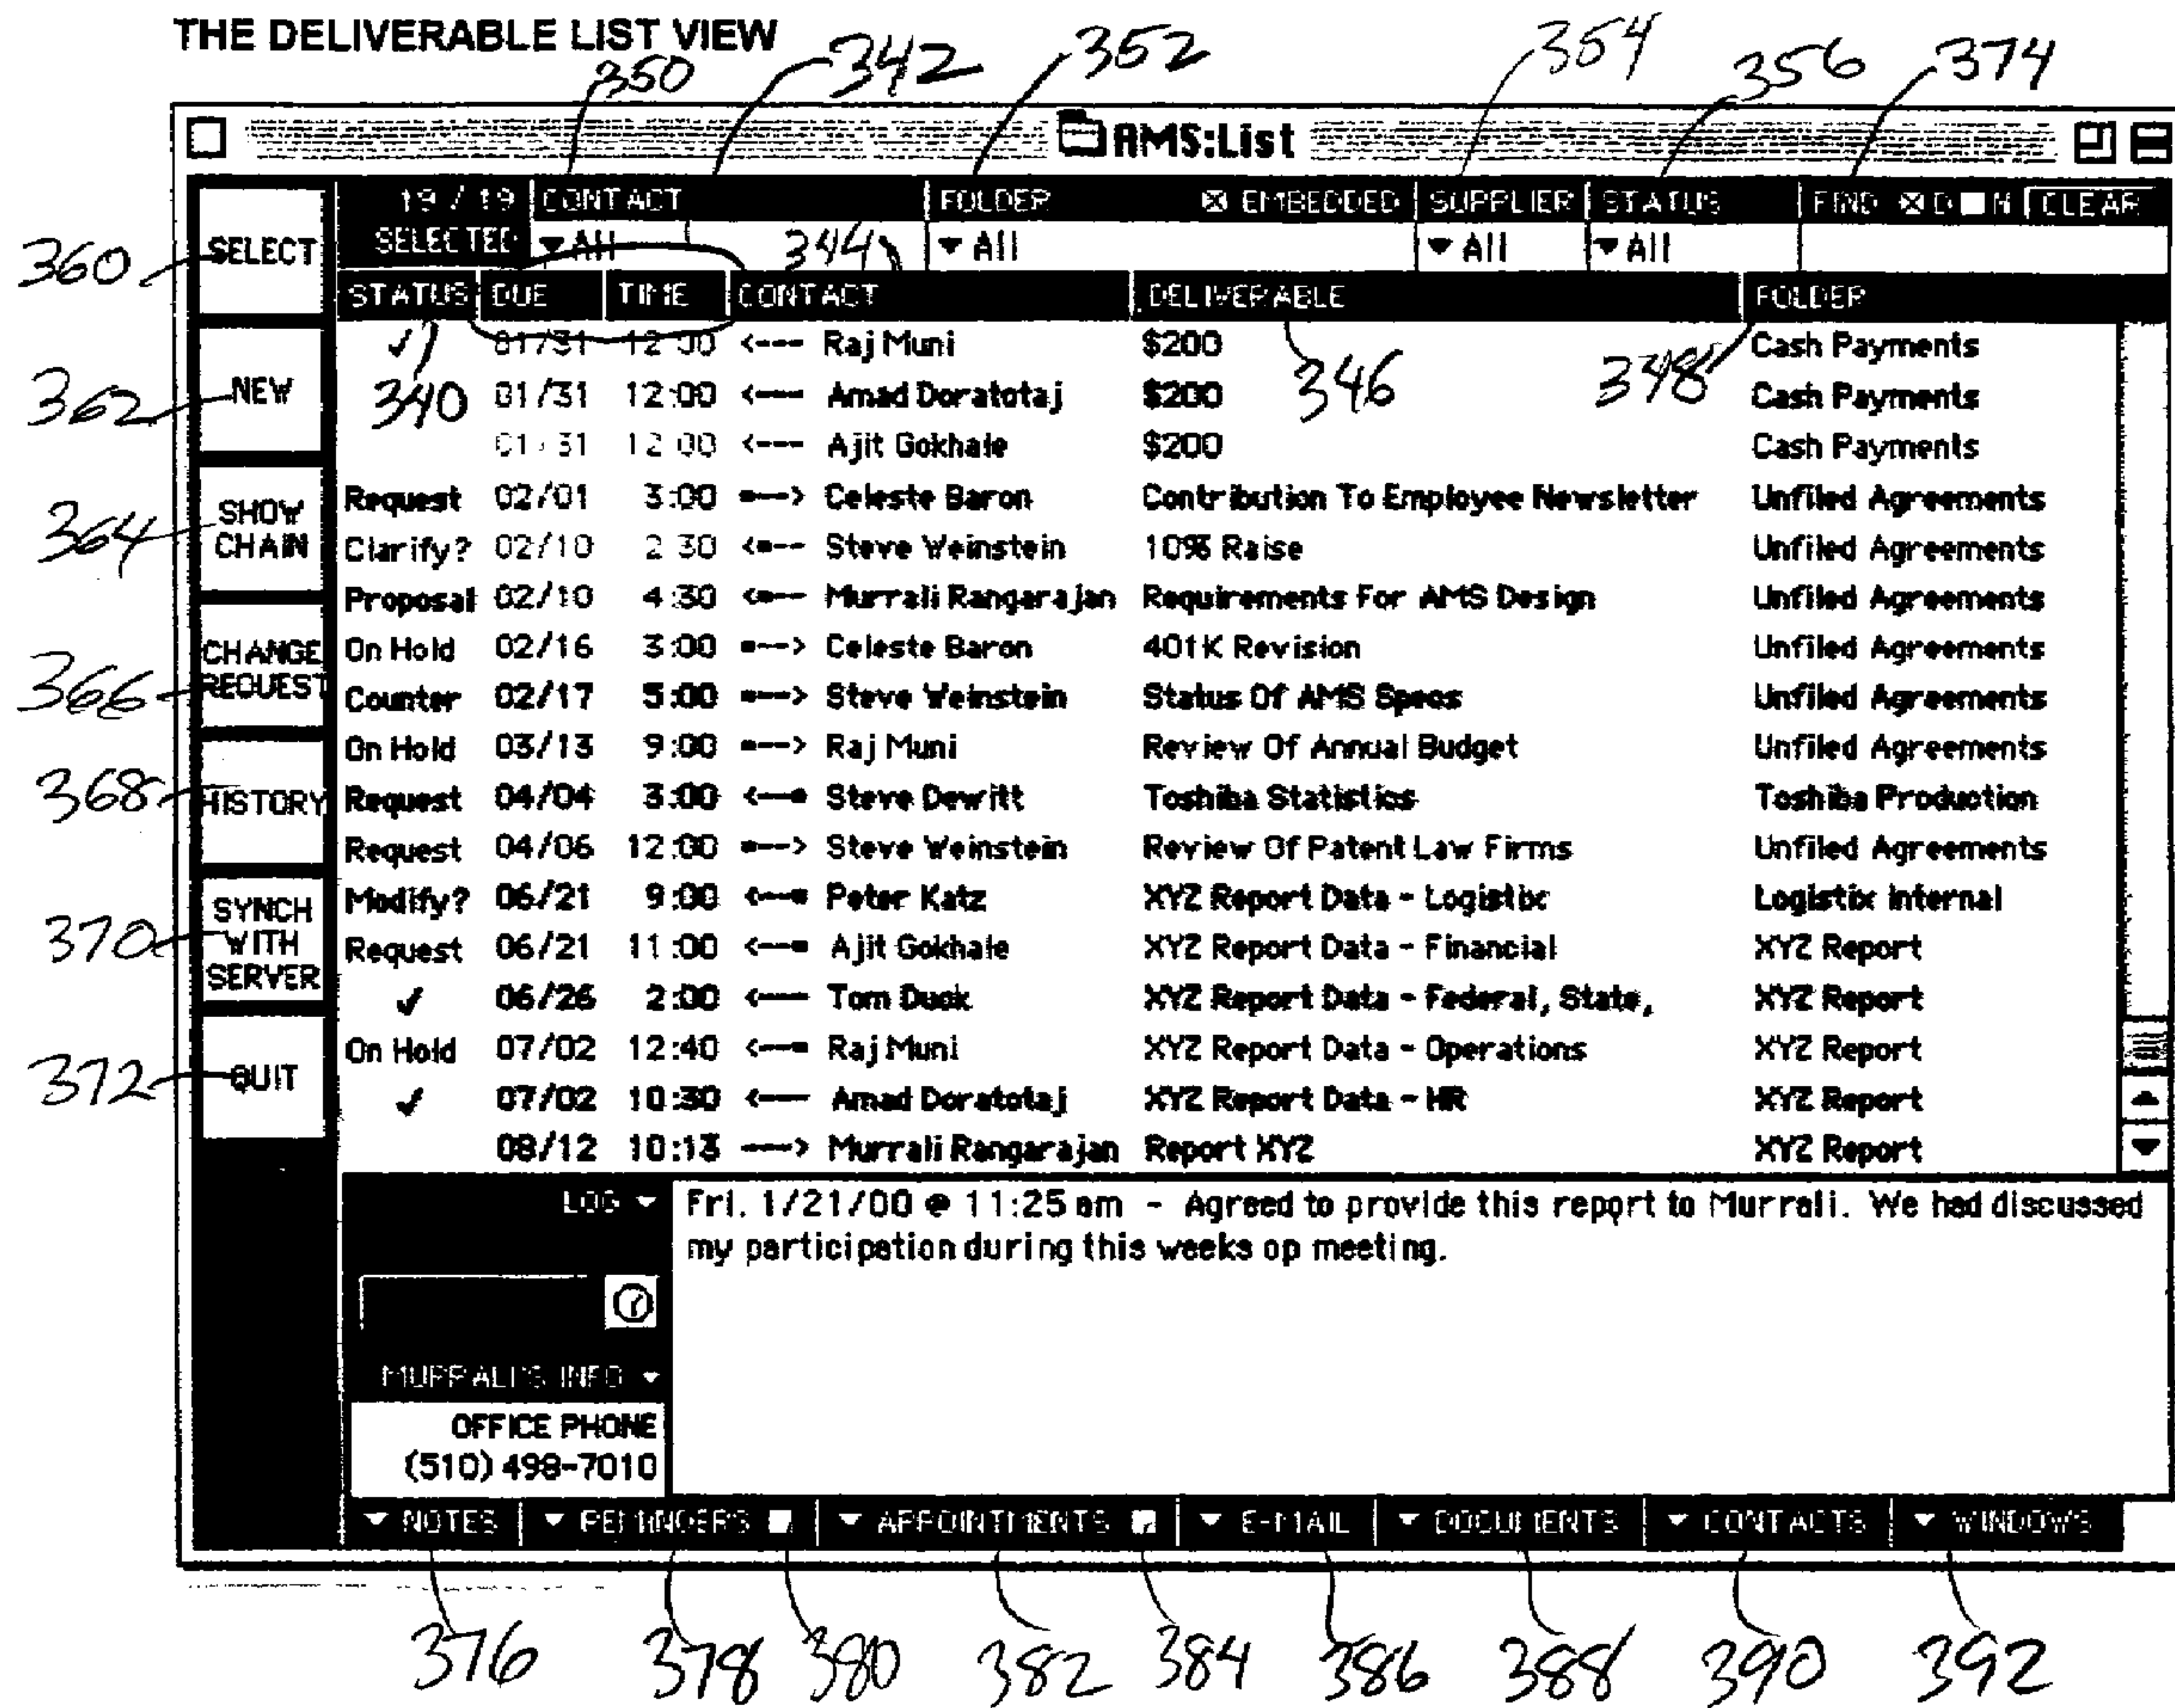 THE DELIVERABLE LIST VIEW
350 342 352 354 356 374
AMS:List
19 / 19 CONTACT FOLDER EMBEDDED SUPPLIER STATUS FIND D N CLEAR
SELECTED All 344 All All All
STATUS DUE TIME CONTACT DELIVERABLE FOLDER
360 SELECT
362 NEW
364 SHOW CHAIN
366 CHANGE REQUEST
368 HISTORY
370 SYNCH WITH SERVER
372 QUIT
340 346 348
✓ 01/31 12:00 <--- Raj Muni $200 Cash Payments
01/31 12:00 <--- Amad Doratotaj $200 Cash Payments
01/31 12:00 <--- Ajit Gokhale $200 Cash Payments
Request 02/01 3:00 ---> Celeste Baron Contribution To Employee Newsletter Unfiled Agreements
Clarify? 02/10 2:30 <--- Steve Weinstein 10% Raise Unfiled Agreements
Proposal 02/10 4:30 <--- Murrali Rangarajan Requirements For AMS Design Unfiled Agreements
On Hold 02/16 3:00 ---> Celeste Baron 401K Revision Unfiled Agreements
Counter 02/17 5:00 ---> Steve Weinstein Status Of AMS Specs Unfiled Agreements
On Hold 03/13 9:00 ---> Raj Muni Review Of Annual Budget Unfiled Agreements
Request 04/04 3:00 <--- Steve Dewitt Toshiba Statistics Toshiba Production
Request 04/06 12:00 ---> Steve Weinstein Review Of Patent Law Firms Unfiled Agreements
Modify? 06/21 9:00 <--- Peter Katz XYZ Report Data - Logistix Logistix Internal
Request 06/21 11:00 <--- Ajit Gokhale XYZ Report Data - Financial XYZ Report
✓ 06/26 2:00 <--- Tom Duck XYZ Report Data - Federal, State, XYZ Report
On Hold 07/02 12:40 <--- Raj Muni XYZ Report Data - Operations XYZ Report
✓ 07/02 10:30 <--- Amad Doratotaj XYZ Report Data - HR XYZ Report
08/12 10:13 ---> Murrali Rangarajan Report XYZ XYZ Report
LOG Fri. 1/21/00 @ 11:25 am - Agreed to provide this report to Murrali. We had discussed
my participation during this weeks op meeting.
MURRALI'S INFO
OFFICE PHONE
(510) 498-7010
NOTES REMINDERS APPOINTMENTS E-MAIL DOCUMENTS CONTACTS WINDOWS
376 378 380 382 384 386 388 390 392